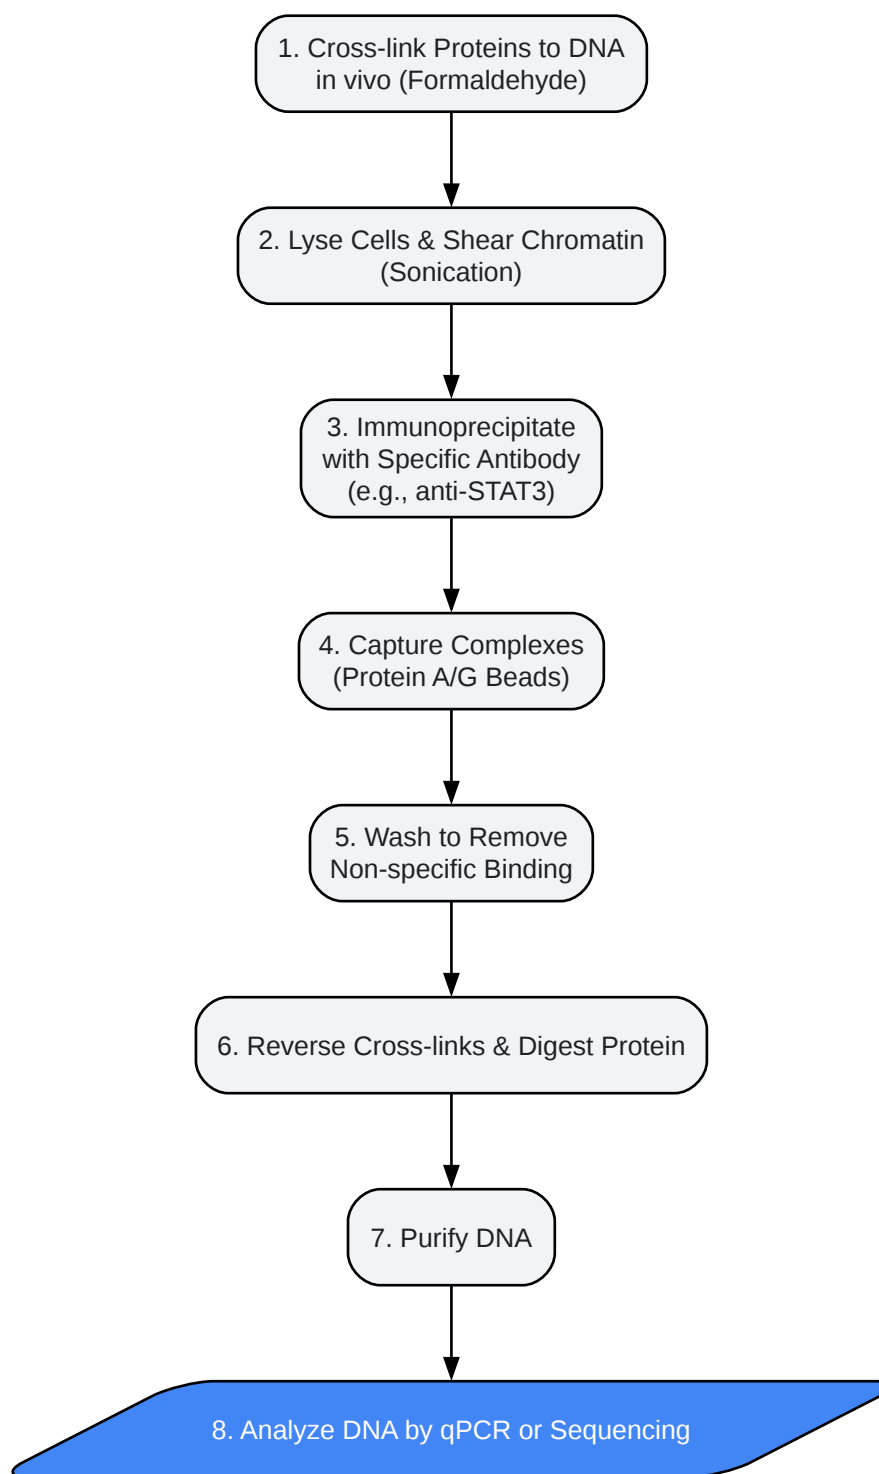 1. Cross-link Proteins to DNA
in vivo (Formaldehyde)
2. Lyse Cells & Shear Chromatin
(Sonication)
3. Immunoprecipitate
with Specific Antibody
(e.g., anti-STAT3)
4. Capture Complexes
(Protein A/G Beads)
5. Wash to Remove
Non-specific Binding
6. Reverse Cross-links & Digest Protein
7. Purify DNA
8. Analyze DNA by qPCR or Sequencing